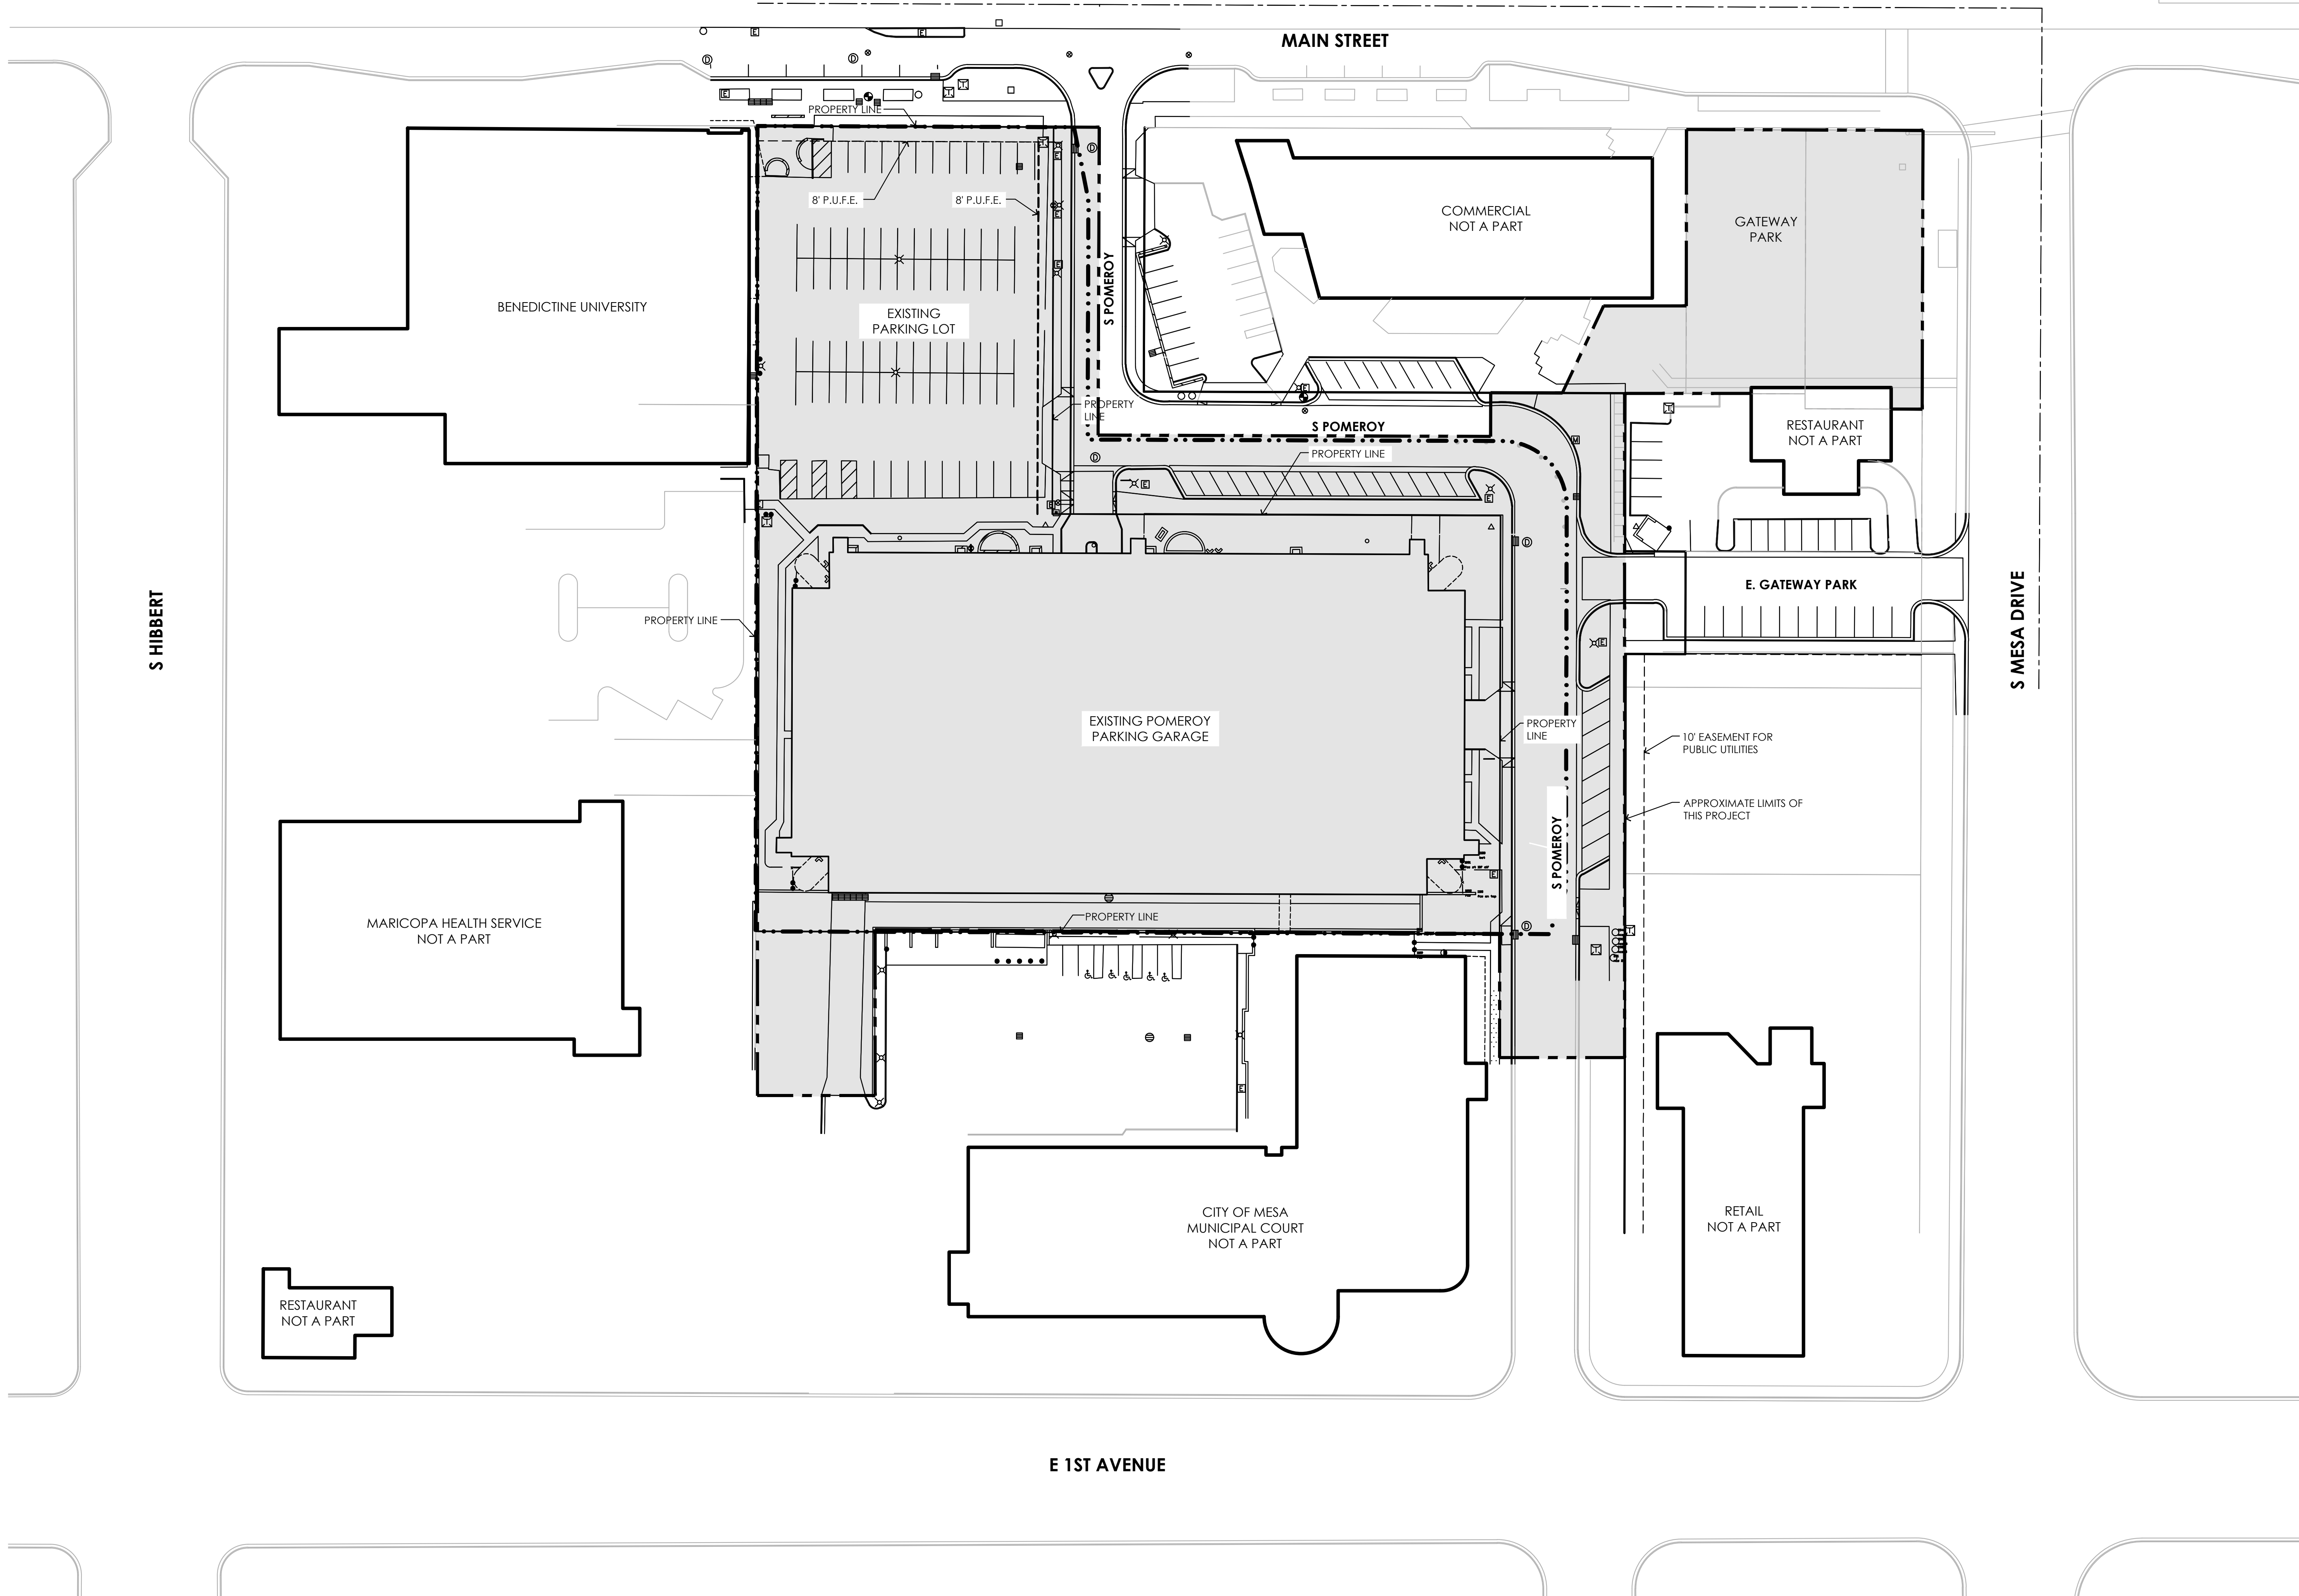 MAIN STREET
PROPERTY LINE
8' P.U.F.E.
8' P.U.F.E.
COMMERCIAL
NOT A PART
GATEWAY
PARK
S POMEROY
BENEDICTINE UNIVERSITY
EXISTING
PARKING LOT
PROPERTY
LINE
S POMEROY
RESTAURANT
NOT A PART
PROPERTY LINE
E. GATEWAY PARK
S HIBBERT
PROPERTY LINE
S MESA DRIVE
EXISTING POMEROY
PARKING GARAGE
PROPERTY
LINE
10' EASEMENT FOR
PUBLIC UTILITIES
APPROXIMATE LIMITS OF
THIS PROJECT
S POMEROY
MARICOPA HEALTH SERVICE
NOT A PART
PROPERTY LINE
CITY OF MESA
MUNICIPAL COURT
NOT A PART
RETAIL
NOT A PART
RESTAURANT
NOT A PART
E 1ST AVENUE